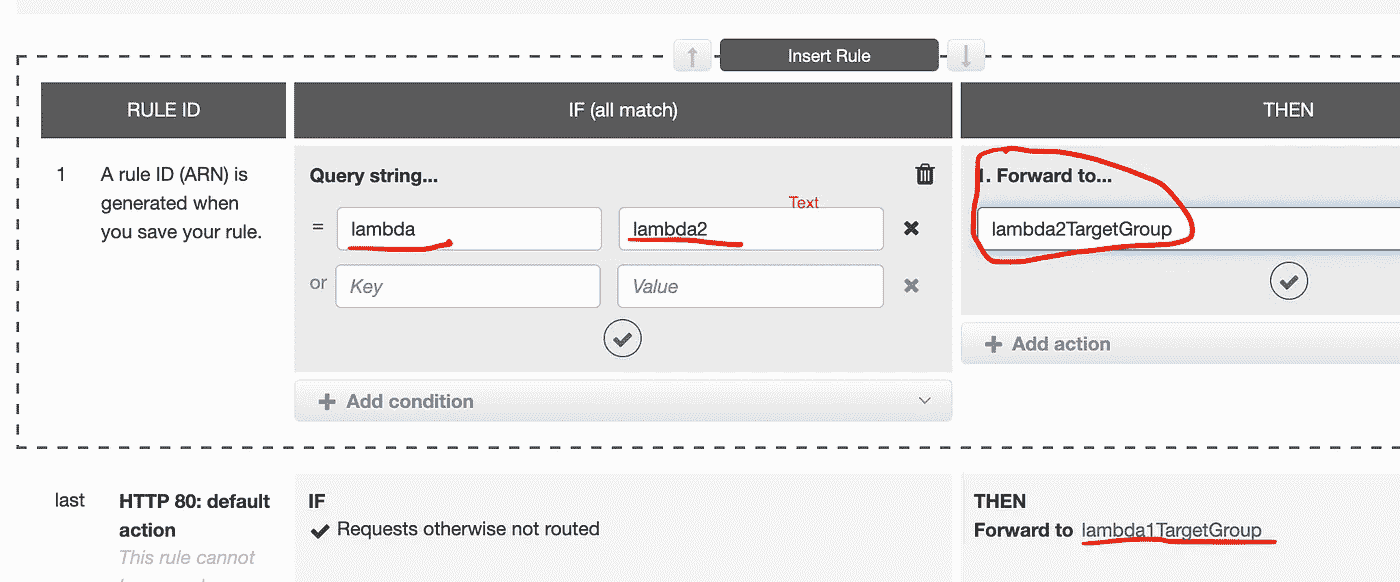 Insert Rule
RULE ID
IF (all match)
THEN
1
A rule ID (ARN) is
generated when
you save your rule.
Query string...
Text
= lambda lambda2
or Key Value
Add condition
1. Forward to...
lambda2TargetGroup
Add action
last
HTTP 80: default
action
This rule cannot
IF
Requests otherwise not routed
THEN
Forward to lambda1TargetGroup